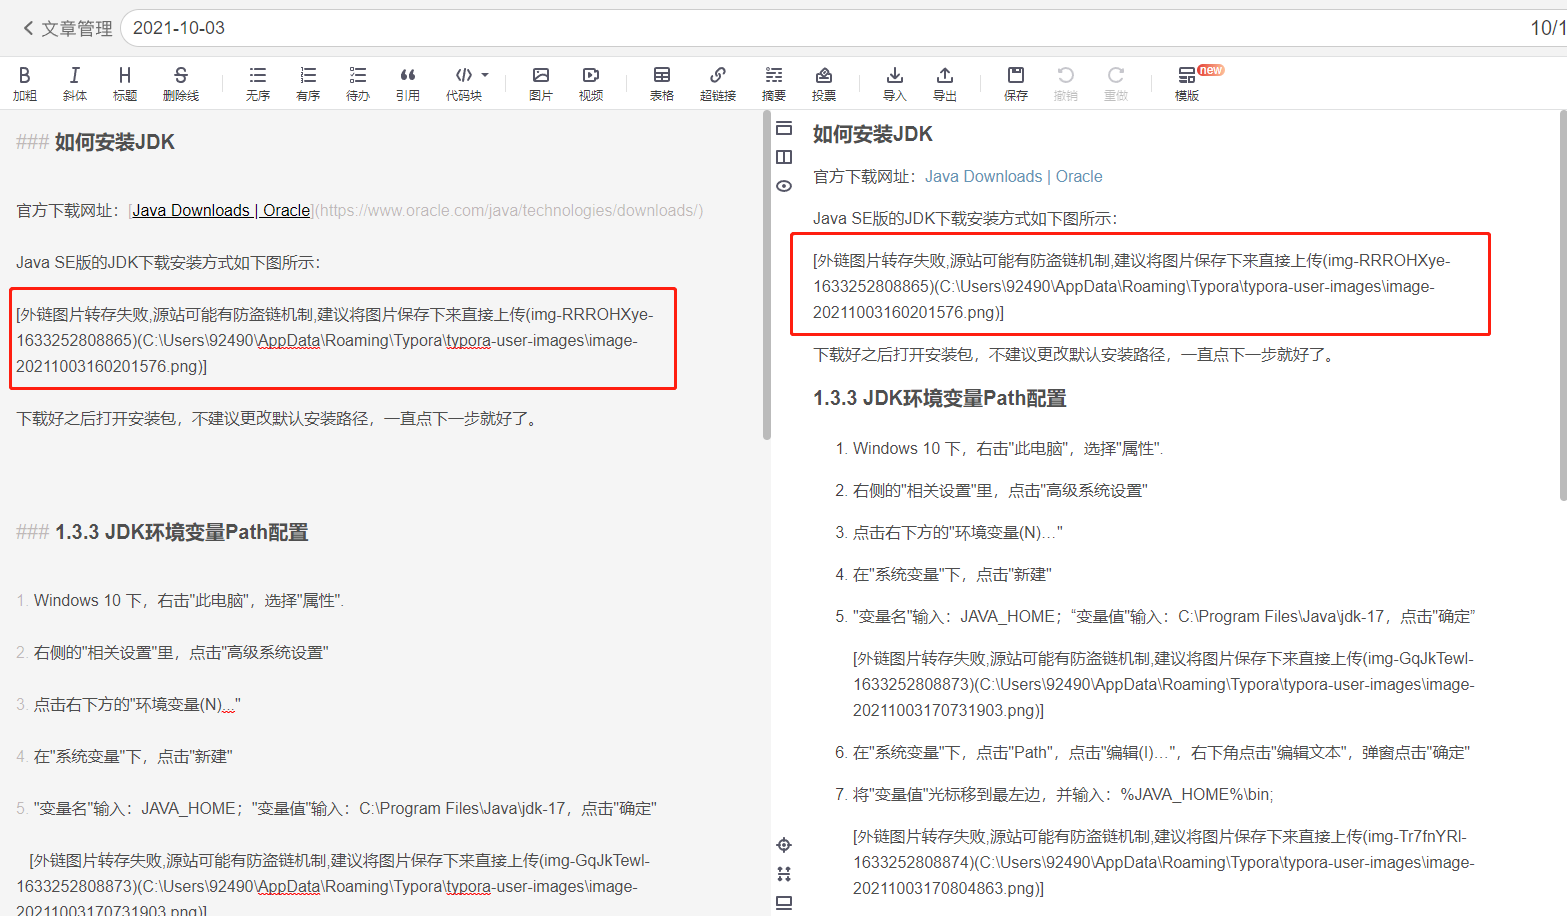 文章管理
2021-10-03
10/1
B I H S
加粗 斜体 标题 删除线 无序 有序 待办 引用 代码块 图片 视频 表格 超链接 摘要 投票 导入 导出 保存 撤销 重做 模版 new
### 如何安装JDK
官方下载网址：[Java Downloads | Oracle](https://www.oracle.com/java/technologies/downloads/)
Java SE版的JDK下载安装方式如下图所示：
[外链图片转存失败,源站可能有防盗链机制,建议将图片保存下来直接上传(img-RRROHXye-
1633252808865)(C:\Users\92490\AppData\Roaming\Typora\typora-user-images\image-
20211003160201576.png)]
下载好之后打开安装包，不建议更改默认安装路径，一直点下一步就好了。
### 1.3.3 JDK环境变量Path配置
1. Windows 10 下，右击"此电脑"，选择"属性".
2. 右侧的"相关设置"里，点击"高级系统设置"
3. 点击右下方的"环境变量(N)..."
4. 在"系统变量"下，点击"新建"
5. "变量名"输入：JAVA_HOME；"变量值"输入：C:\Program Files\Java\jdk-17，点击"确定"
[外链图片转存失败,源站可能有防盗链机制,建议将图片保存下来直接上传(img-GqJkTewl-
1633252808873)(C:\Users\92490\AppData\Roaming\Typora\typora-user-images\image-
20211003170731903.png)]
如何安装JDK
官方下载网址：Java Downloads | Oracle
Java SE版的JDK下载安装方式如下图所示：
[外链图片转存失败,源站可能有防盗链机制,建议将图片保存下来直接上传(img-RRROHXye-
1633252808865)(C:\Users\92490\AppData\Roaming\Typora\typora-user-images\image-
20211003160201576.png)]
下载好之后打开安装包，不建议更改默认安装路径，一直点下一步就好了。
1.3.3 JDK环境变量Path配置
1. Windows 10 下，右击"此电脑"，选择"属性".
2. 右侧的"相关设置"里，点击"高级系统设置"
3. 点击右下方的"环境变量(N)…"
4. 在"系统变量"下，点击"新建"
5. "变量名"输入：JAVA_HOME；“变量值"输入：C:\Program Files\Java\jdk-17，点击"确定”
[外链图片转存失败,源站可能有防盗链机制,建议将图片保存下来直接上传(img-GqJkTewl-
1633252808873)(C:\Users\92490\AppData\Roaming\Typora\typora-user-images\image-
20211003170731903.png)]
6. 在"系统变量"下，点击"Path"，点击"编辑(I)…"，右下角点击"编辑文本"，弹窗点击"确定"
7. 将"变量值"光标移到最左边，并输入：%JAVA_HOME%\bin;
[外链图片转存失败,源站可能有防盗链机制,建议将图片保存下来直接上传(img-Tr7fnYRl-
1633252808874)(C:\Users\92490\AppData\Roaming\Typora\typora-user-images\image-
20211003170804863.png)]